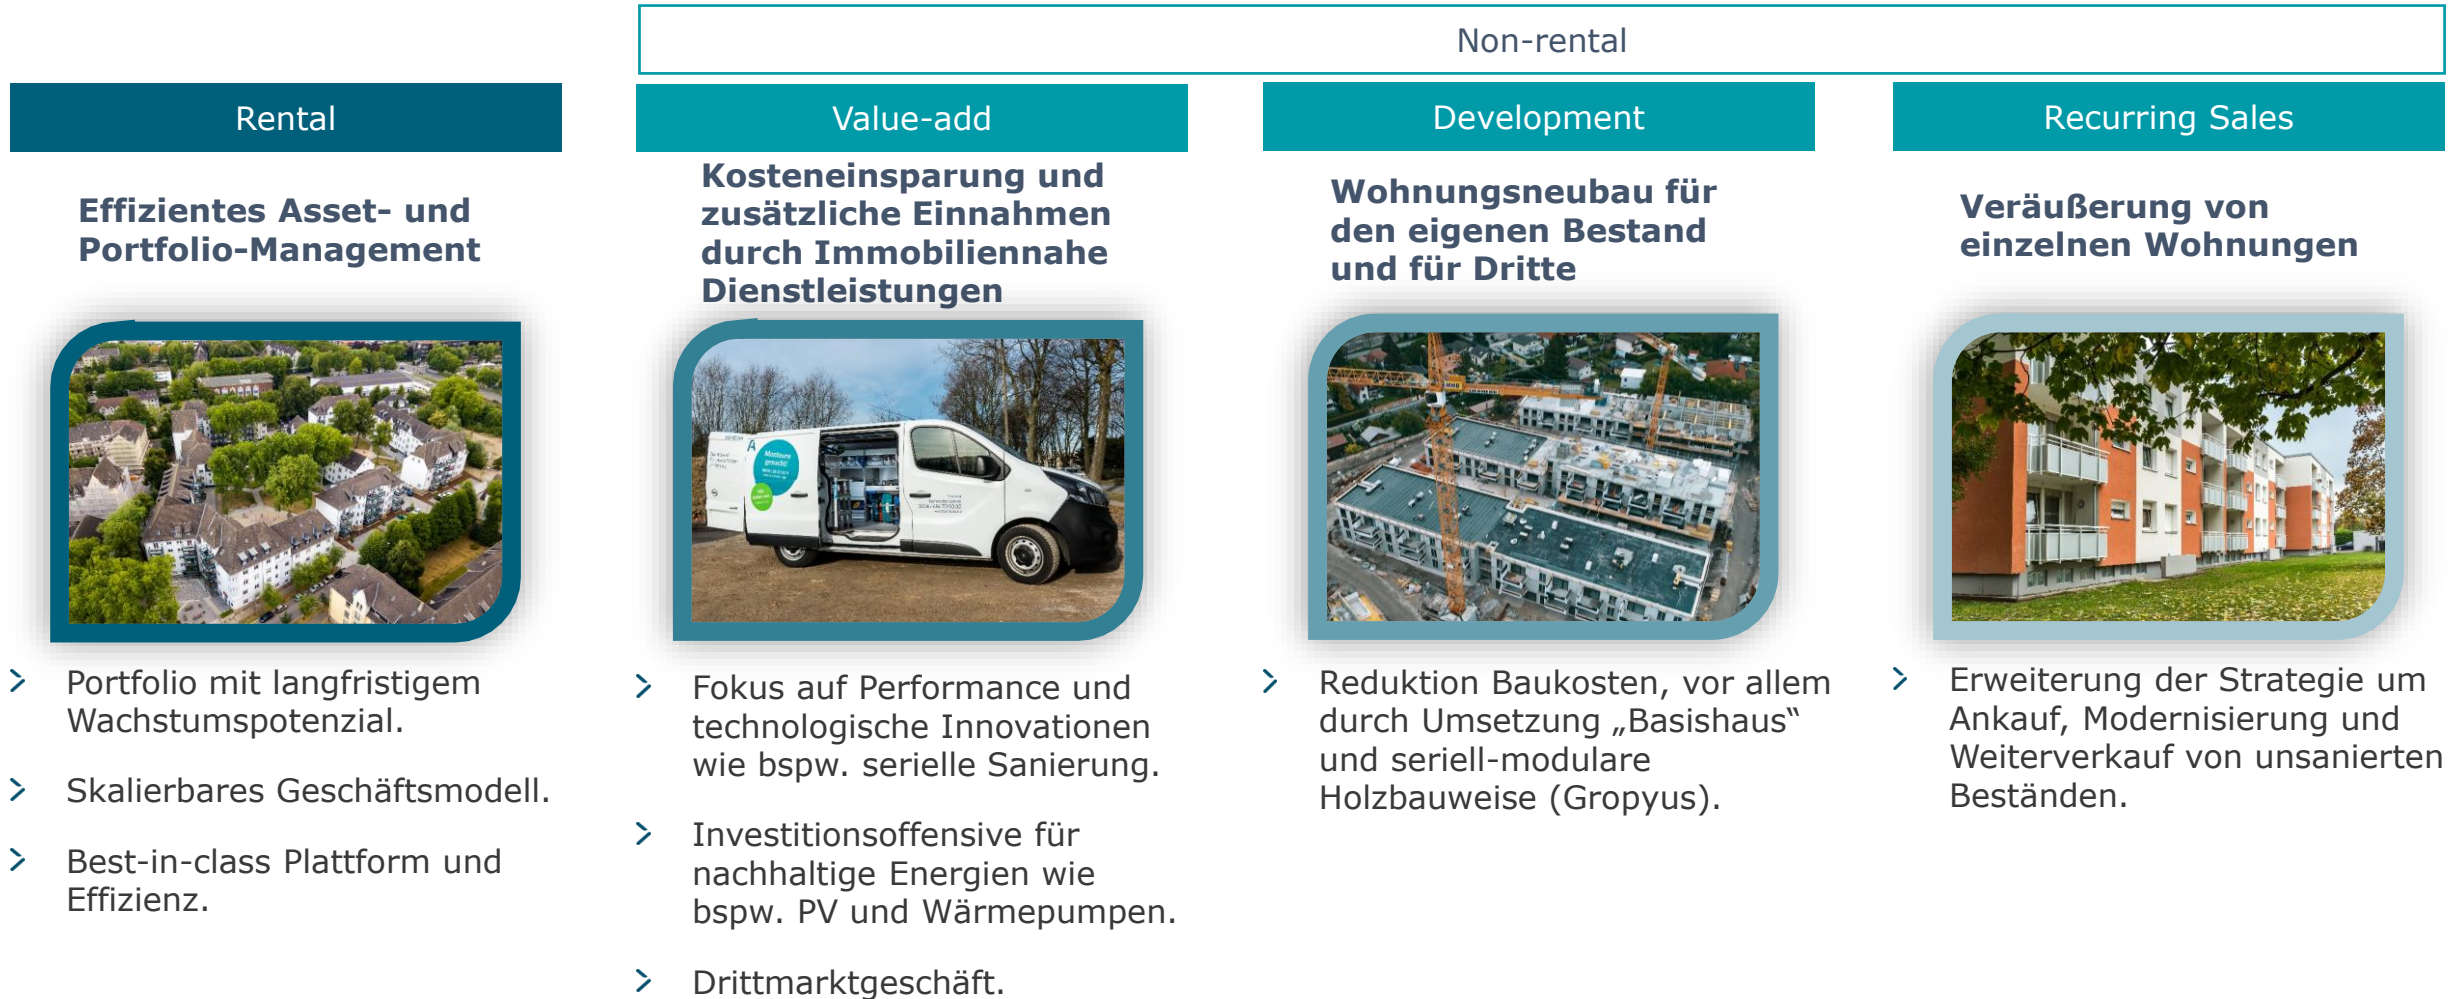 Non-rental
Rental
Effizientes Asset- und
Portfolio-Management
Portfolio mit langfristigem
Wachstumspotenzial.
Skalierbares Geschäftsmodell.
Best-in-class Plattform und
Effizienz.
Value-add
Kosteneinsparung und
zusätzliche Einnahmen
durch Immobiliennahe
Dienstleistungen
Monteure
gesucht!
Fokus auf Performance und
technologische Innovationen
wie bspw. serielle Sanierung.
Investitionsoffensive für
nachhaltige Energien wie
bspw. PV und Wärmepumpen.
Drittmarktgeschäft.
Development
Wohnungsneubau für
den eigenen Bestand
und für Dritte
Reduktion Baukosten, vor allem
durch Umsetzung „Basishaus“
und seriell-modulare
Holzbauweise (Gropyus).
Recurring Sales
Veräußerung von
einzelnen Wohnungen
Erweiterung der Strategie um
Ankauf, Modernisierung und
Weiterverkauf von unsanierten
Beständen.